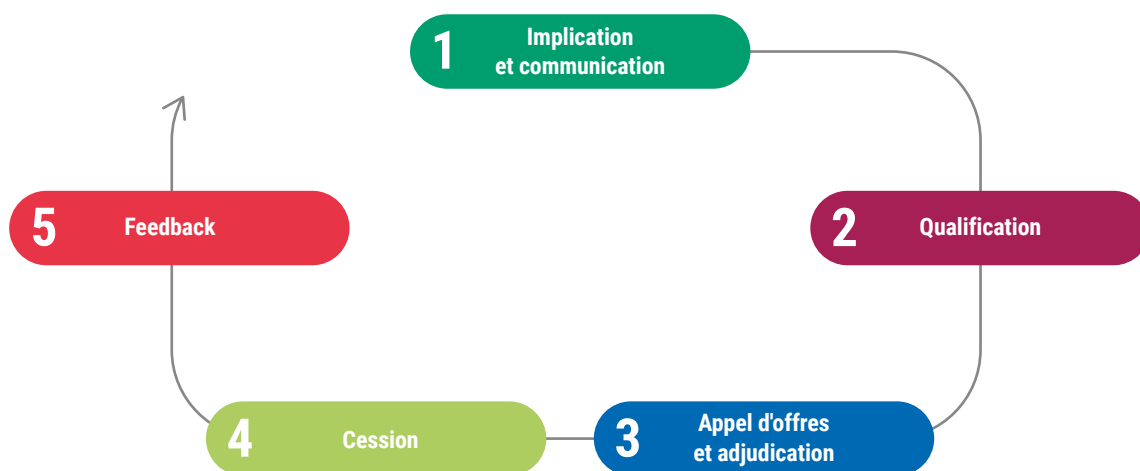 1
Implication
et communication
2
Qualification
3
Appel d'offres
et adjudication
4
Cession
5
Feedback